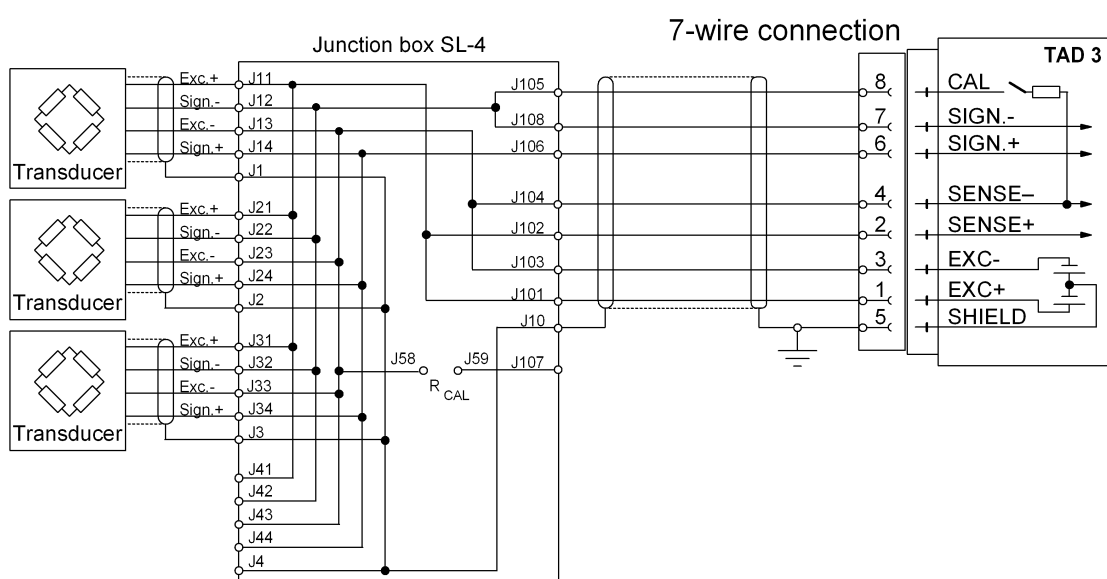 7-wire connection
Junction box SL-4
TAD 3
Exc.+ J11
Sign.- J12
Exc.- J13
Sign.+ J14
J1
Transducer
Exc.+ J21
Sign.- J22
Exc.- J23
Sign.+ J24
J2
Transducer
Exc.+ J31
Sign.- J32
Exc.- J33
Sign.+ J34
J3
Transducer
J41
J42
J43
J44
J4
J58 J59
R CAL
J105
J108
J106
J104
J102
J103
J101
J10
J107
8 CAL
7 SIGN.-
6 SIGN.+
4 SENSE–
2 SENSE+
3 EXC-
1 EXC+
5 SHIELD